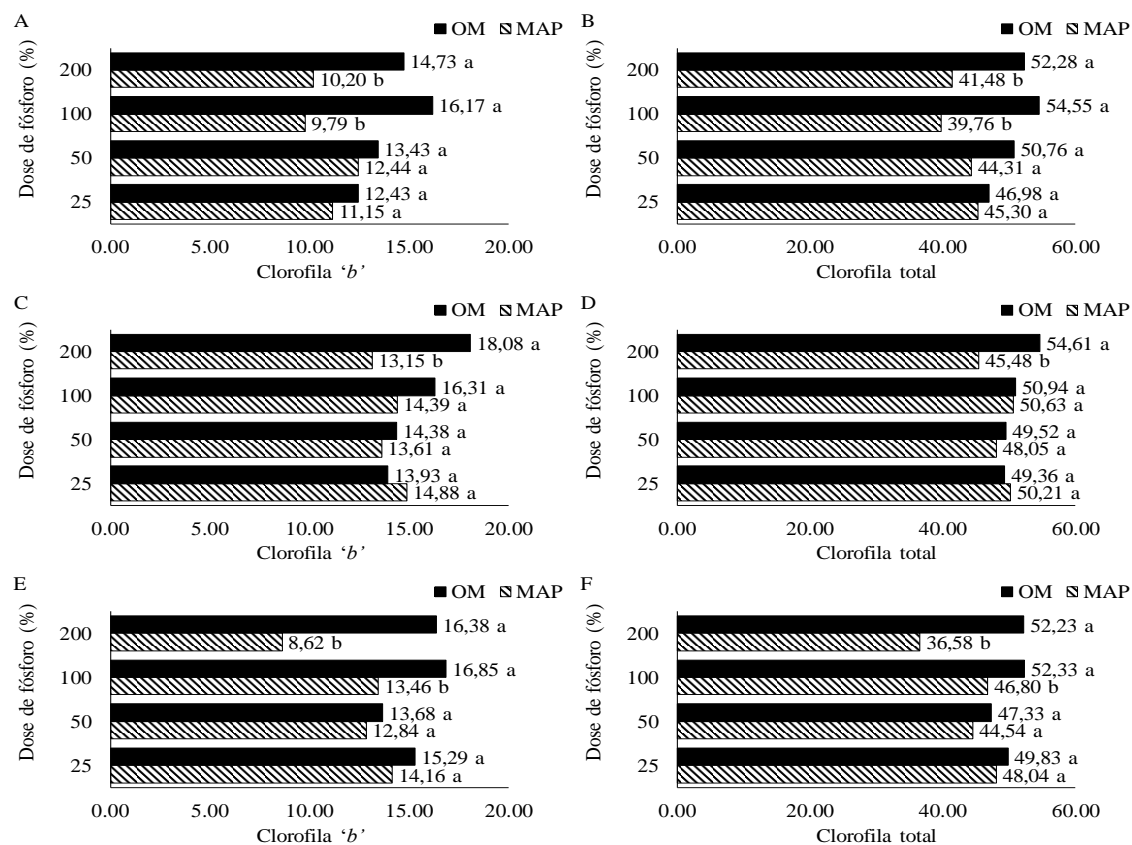 A
OM MAP
Dose de fósforo (%)
200
14,73 a
10,20 b
100
16,17 a
9,79 b
50
13,43 a
12,44 a
25
12,43 a
11,15 a
0.00 5.00 10.00 15.00 20.00
Clorofila ‘b’
B
OM MAP
Dose de fósforo (%)
200
52,28 a
41,48 b
100
54,55 a
39,76 b
50
50,76 a
44,31 a
25
46,98 a
45,30 a
0.00 20.00 40.00 60.00
Clorofila total
C
OM MAP
Dose de fósforo (%)
200
18,08 a
13,15 b
100
16,31 a
14,39 a
50
14,38 a
13,61 a
25
13,93 a
14,88 a
0.00 5.00 10.00 15.00 20.00
Clorofila ‘b’
D
OM MAP
Dose de fósforo (%)
200
54,61 a
45,48 b
100
50,94 a
50,63 a
50
49,52 a
48,05 a
25
49,36 a
50,21 a
0.00 20.00 40.00 60.00
Clorofila total
E
OM MAP
Dose de fósforo (%)
200
16,38 a
8,62 b
100
16,85 a
13,46 b
50
13,68 a
12,84 a
25
15,29 a
14,16 a
0.00 5.00 10.00 15.00 20.00
Clorofila ‘b’
F
OM MAP
Dose de fósforo (%)
200
52,23 a
36,58 b
100
52,33 a
46,80 b
50
47,33 a
44,54 a
25
49,83 a
48,04 a
0.00 20.00 40.00 60.00
Clorofila total